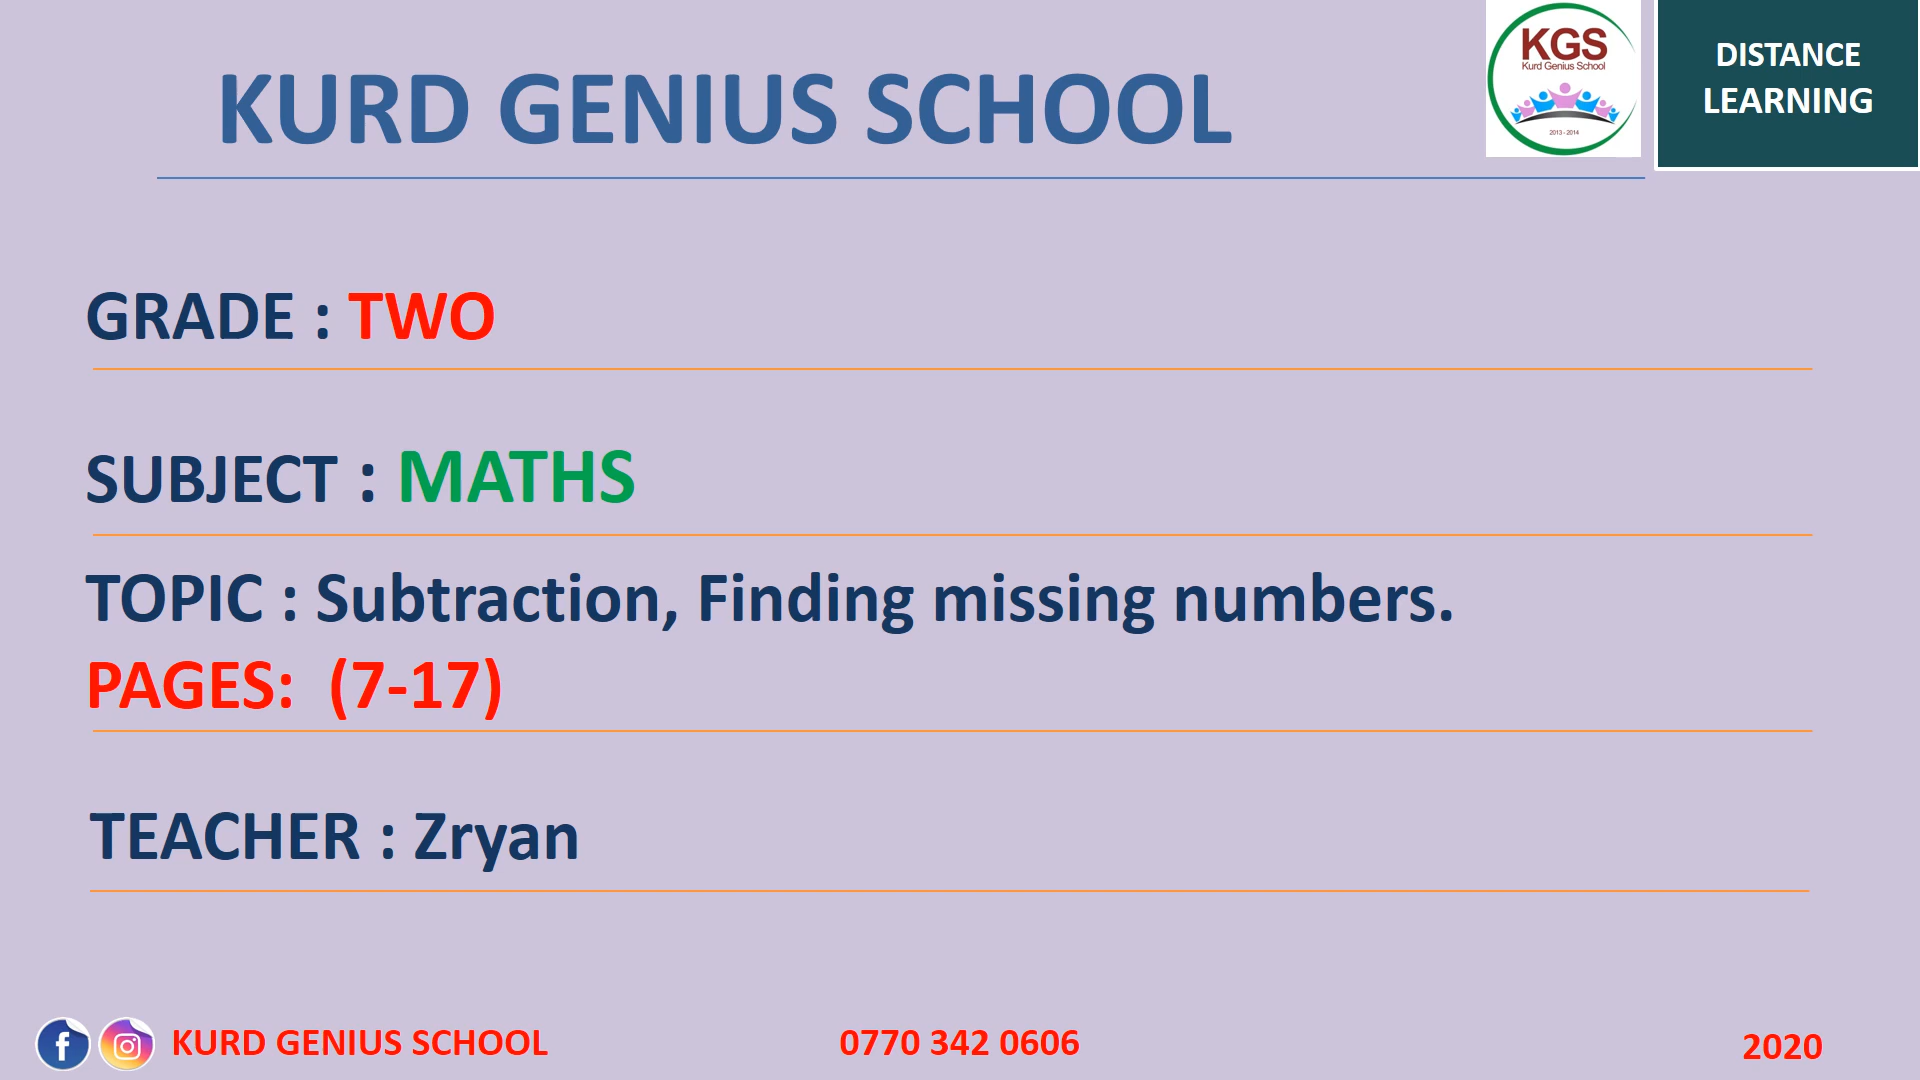 KURD GENIUS SCHOOL
KGS
Kurd Genius School
2013 - 2014
DISTANCE
LEARNING
GRADE : TWO
SUBJECT : MATHS
TOPIC : Subtraction, Finding missing numbers.
PAGES: (7-17)
TEACHER : Zryan
KURD GENIUS SCHOOL
0770 342 0606
2020